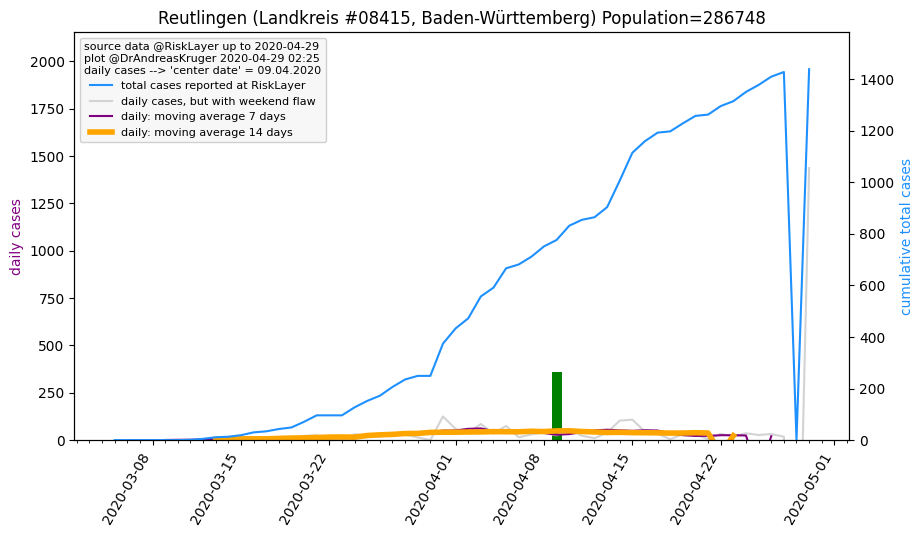 Reutlingen (Landkreis #08415, Baden-Württemberg) Population=286748
source data @RiskLayer up to 2020-04-29
plot @DrAndreasKruger 2020-04-29 02:25
daily cases --> 'center date' = 09.04.2020
total cases reported at RiskLayer
daily cases, but with weekend flaw
daily: moving average 7 days
daily: moving average 14 days
daily cases
2000
1750
1500
1250
1000
750
500
250
0
cumulative total cases
1400
1200
1000
800
600
400
200
0
2020-03-08
2020-03-15
2020-03-22
2020-04-01
2020-04-08
2020-04-15
2020-04-22
2020-05-01